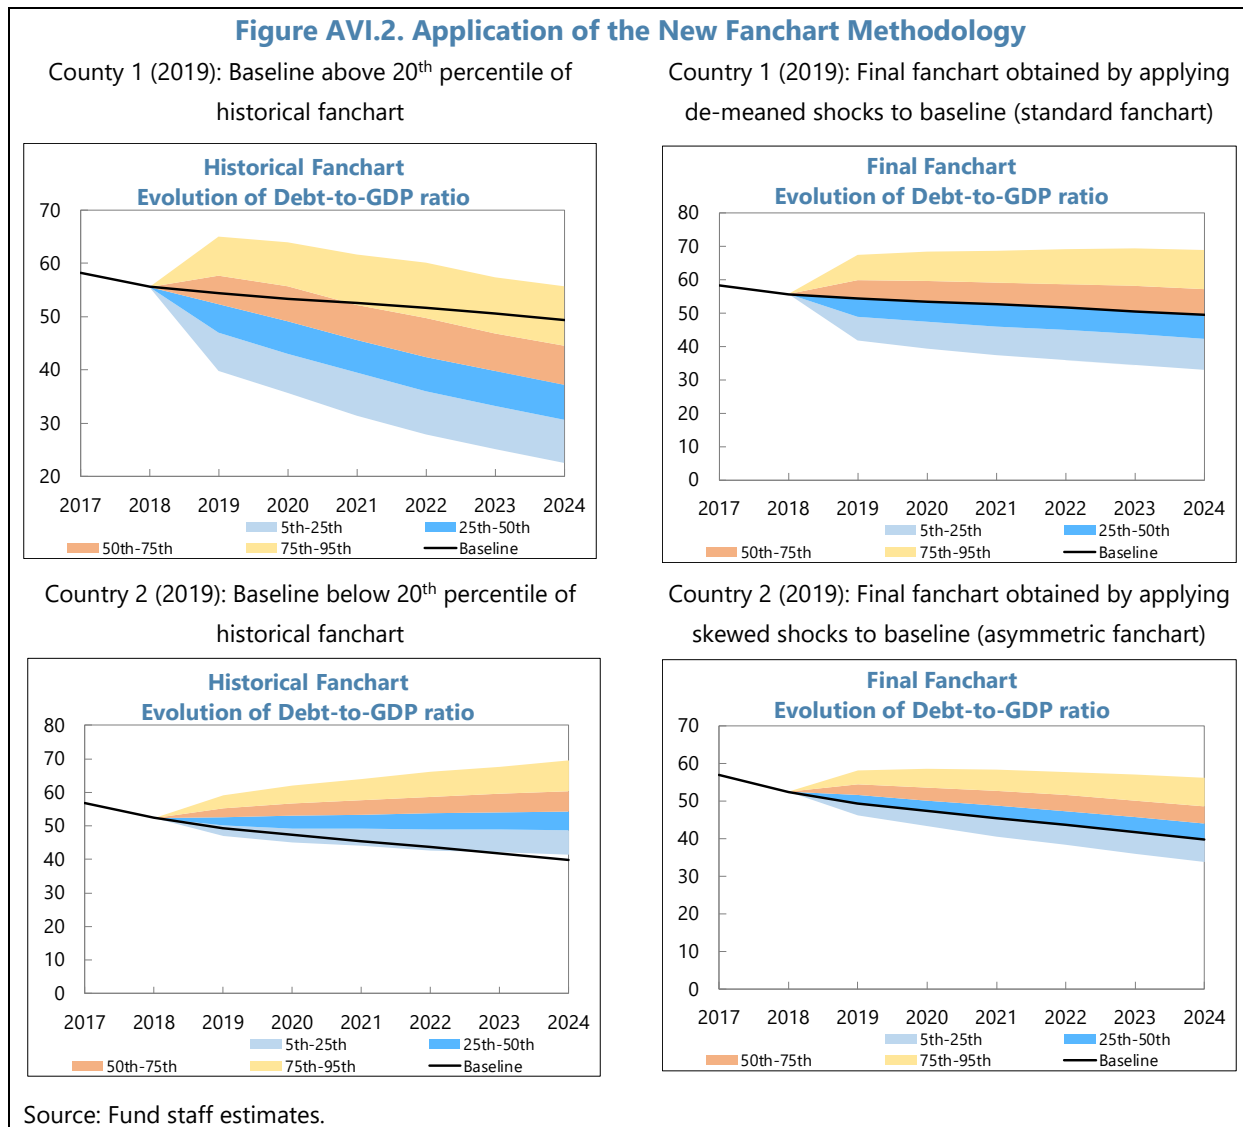 Figure AVI.2. Application of the New Fanchart Methodology
County 1 (2019): Baseline above 20th percentile of
historical fanchart
Historical Fanchart
Evolution of Debt-to-GDP ratio
70
60
50
40
30
20
2017 2018 2019 2020 2021 2022 2023 2024
5th-25th 25th-50th
50th-75th 75th-95th Baseline
Country 1 (2019): Final fanchart obtained by applying
de-meaned shocks to baseline (standard fanchart)
Final Fanchart
Evolution of Debt-to-GDP ratio
80
70
60
50
40
30
20
10
0
2017 2018 2019 2020 2021 2022 2023 2024
5th-25th 25th-50th
50th-75th 75th-95th Baseline
Country 2 (2019): Baseline below 20th percentile of
historical fanchart
Historical Fanchart
Evolution of Debt-to-GDP ratio
80
70
60
50
40
30
20
10
0
2017 2018 2019 2020 2021 2022 2023 2024
5th-25th 25th-50th
50th-75th 75th-95th Baseline
Country 2 (2019): Final fanchart obtained by applying
skewed shocks to baseline (asymmetric fanchart)
Final Fanchart
Evolution of Debt-to-GDP ratio
70
60
50
40
30
20
10
0
2017 2018 2019 2020 2021 2022 2023 2024
5th-25th 25th-50th
50th-75th 75th-95th Baseline
Source: Fund staff estimates.